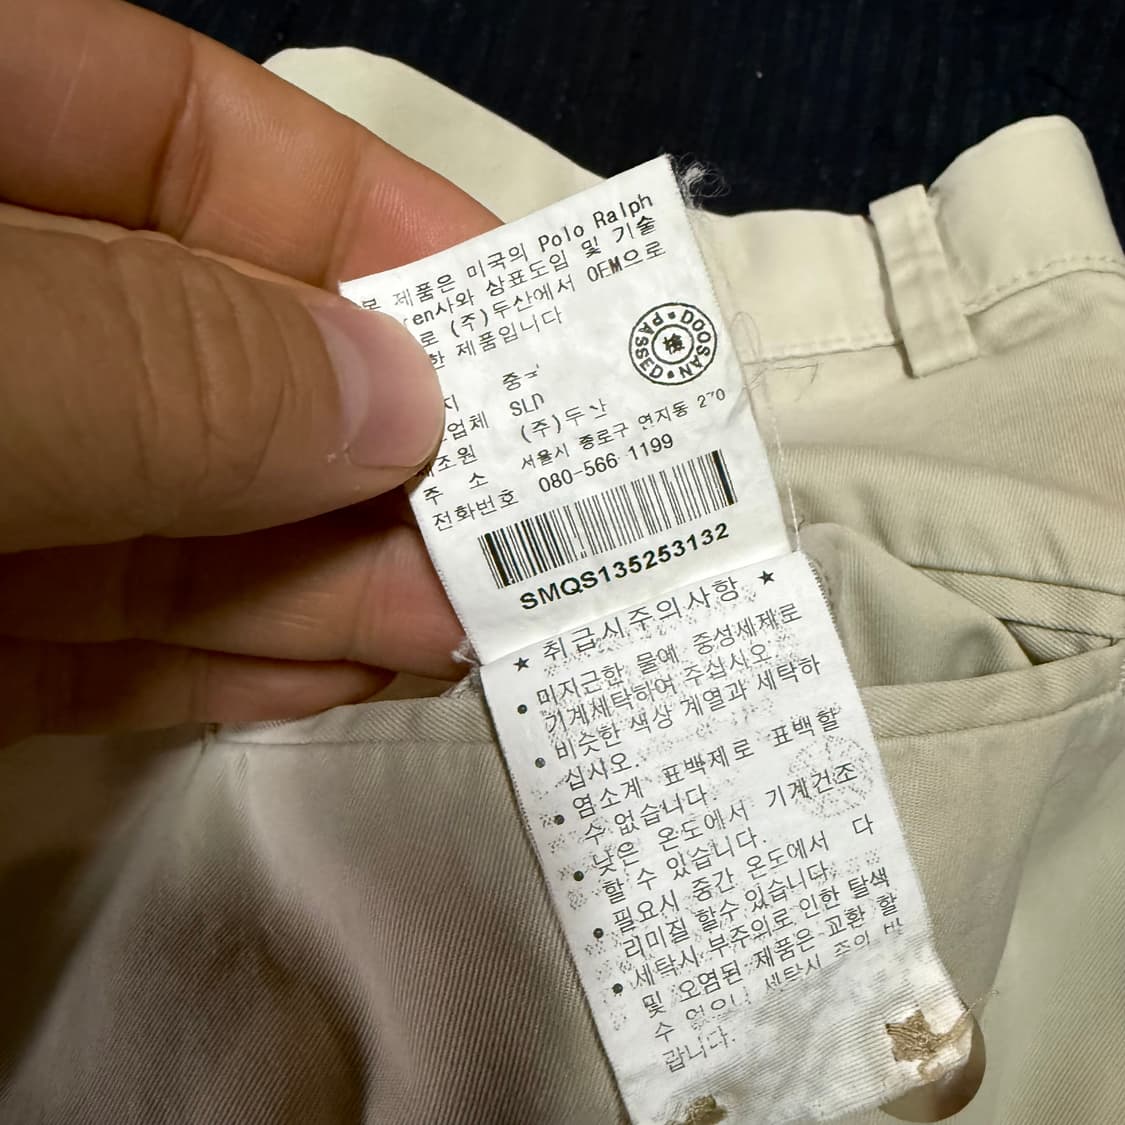 본 제품은 미국의 Polo Ralph
ren사와 상표도입 및 기술
로 (주)두산에서 OEM으로
한 제품입니다
PASSED • DOOSAN •
檢
지
업체
제조원 (주)두산
주 소 서울시 종로구 연지동 270
전화번호 080-566 1199
SMQS135253132
★ 취급시주의사항 ★
• 미지근한 물에 중성세제로
기계세탁하여 주십시오
• 비슷한 색상 계열과 세탁하
십시오.
• 염소계 표백제로 표백할
수 없습니다.
• 낮은 온도에서 기계건조
할 수 있습니다.
• 필요시 중간 온도에서 다
리미질 할수 있습니다.
• 세탁시 부주위로 인한 탈색
및 오염된 제품은 교환 할
수 없으니 세탁시 주의 바
랍니다.